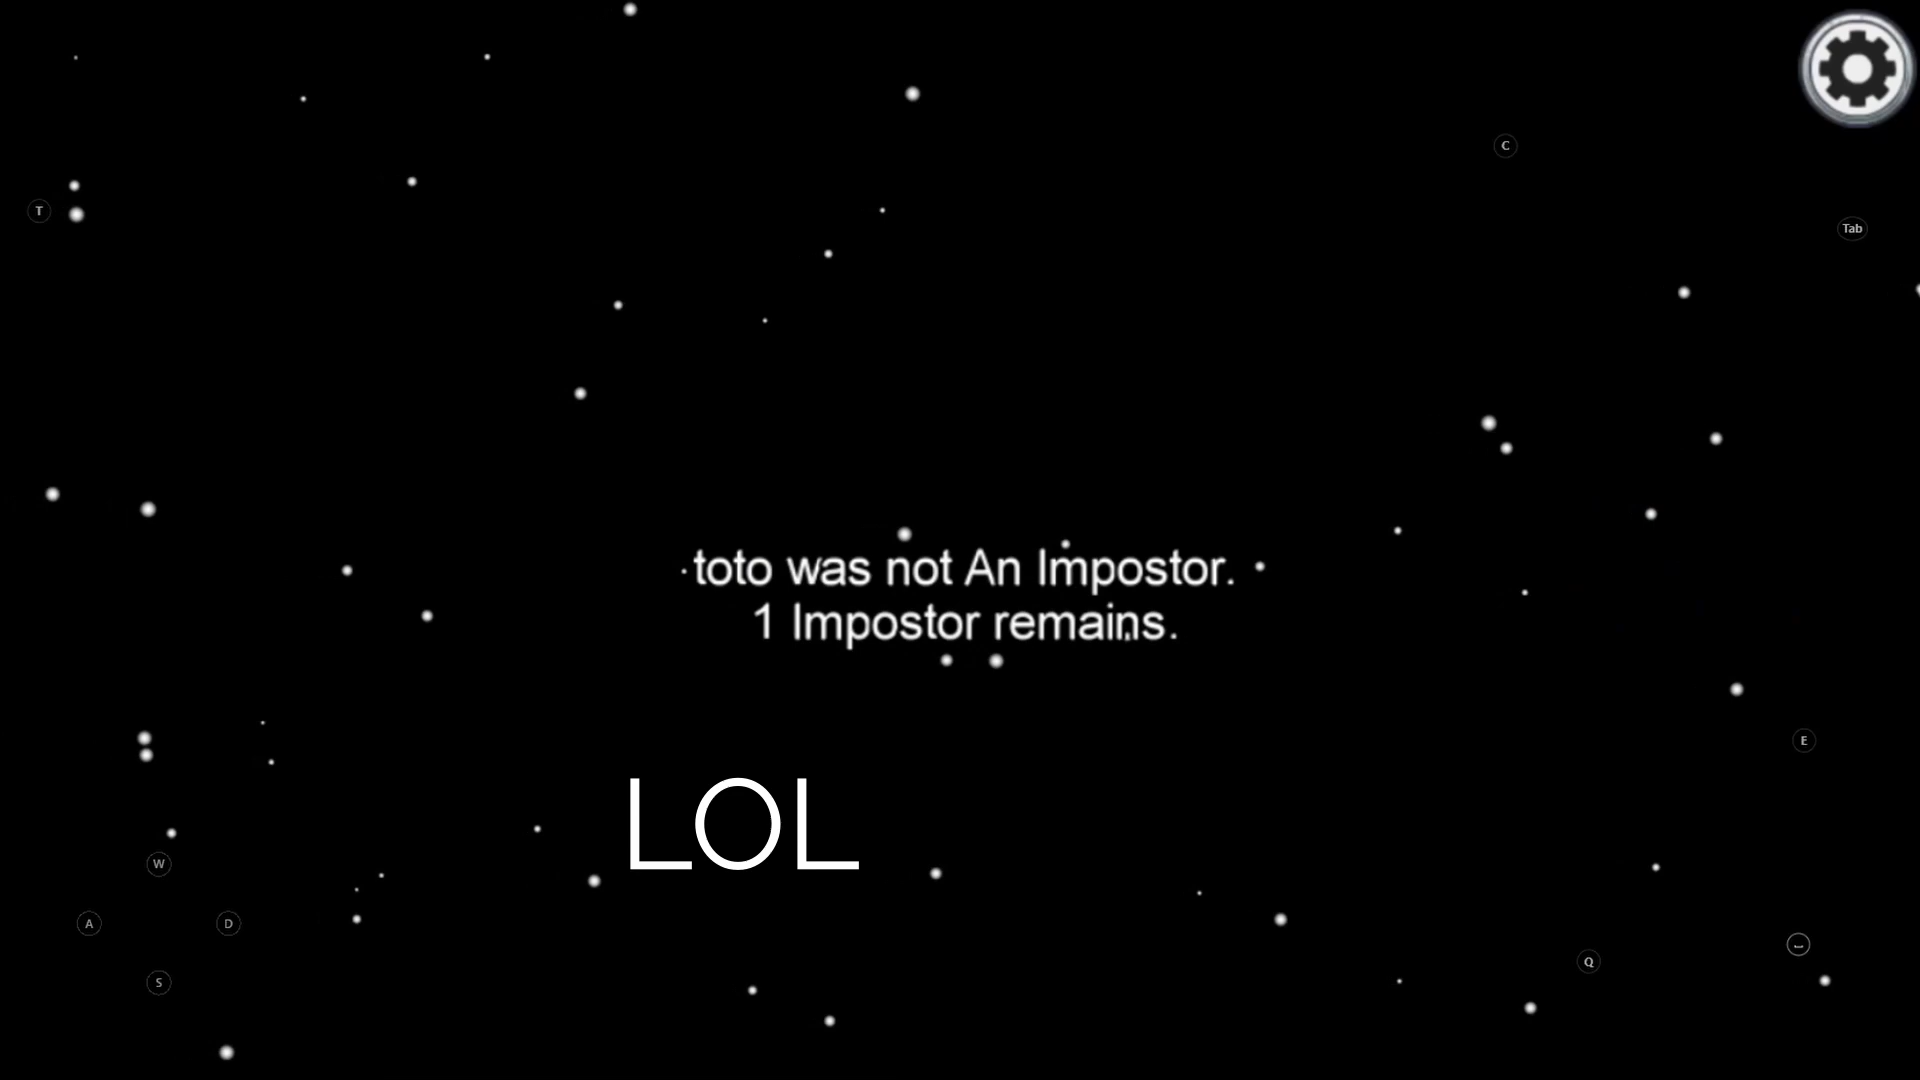 C
T
Tab
toto was not An Impostor.
1 Impostor remains.
E
LOL
W
A
D
Q
S